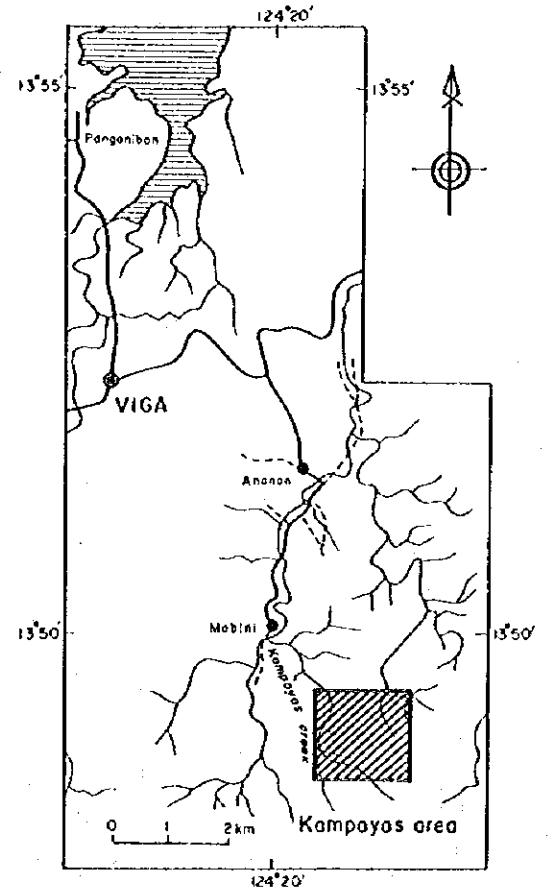 124°20'
13°55'
13°55'
Panganiban
VIGA
Ananon
13°50'
Mabini
13°50'
Kampayas creek
0 1 2km
Kampayas area
124°20'